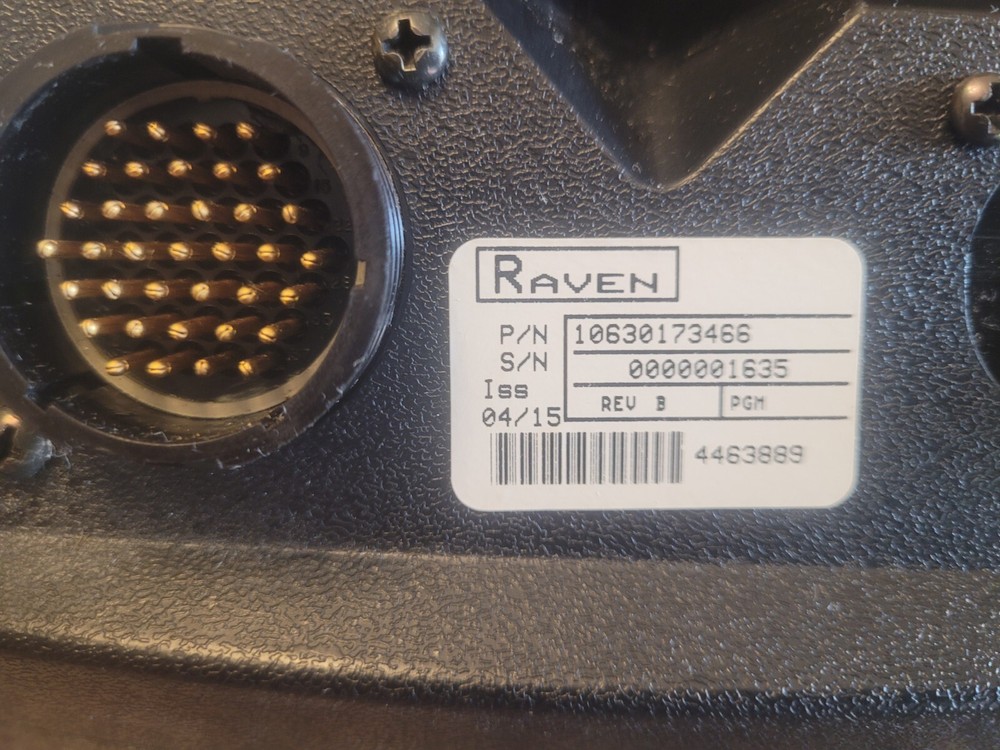 RAVEN
P/N 10630173466
S/N 0000001635
Iss
04/15 REV B PGM
4463889